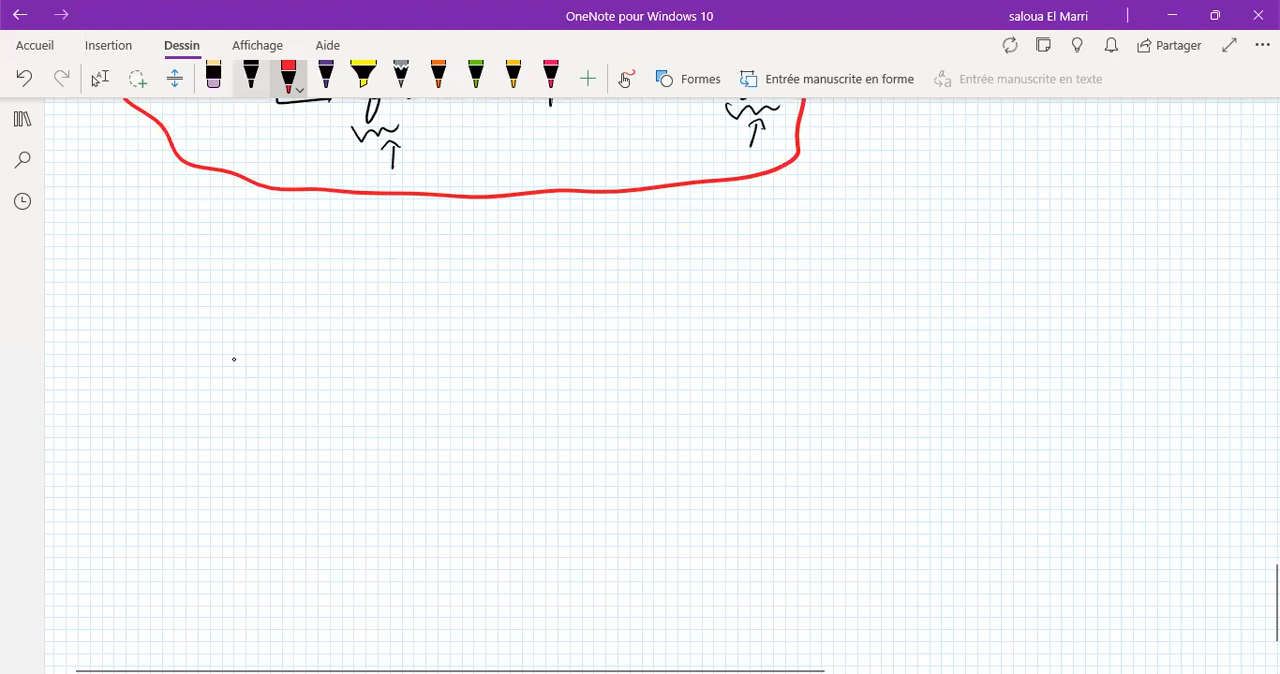 OneNote pour Windows 10
saloua El Marri
Accueil Insertion Dessin Affichage Aide
Partager
Formes Entrée manuscrite en forme Entrée manuscrite en texte